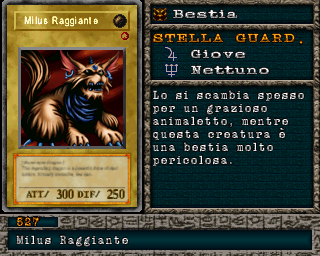 Milus Raggiante
ATT/ 300 DIF/ 250
Bestia
STELLA GUARD.
Giove
Nettuno
Lo si scambia spesso
per un grazioso
animaletto, mentre
questa creatura è
una bestia molto
pericolosa.
527
Milus Raggiante